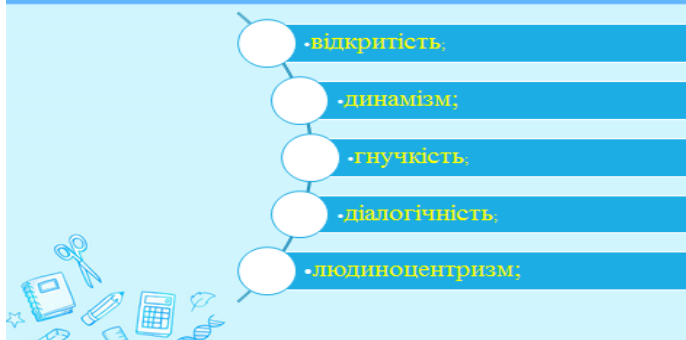 •відкритість;
•динамізм;
•гнучкість;
•діалогічність;
•людиноцентризм;